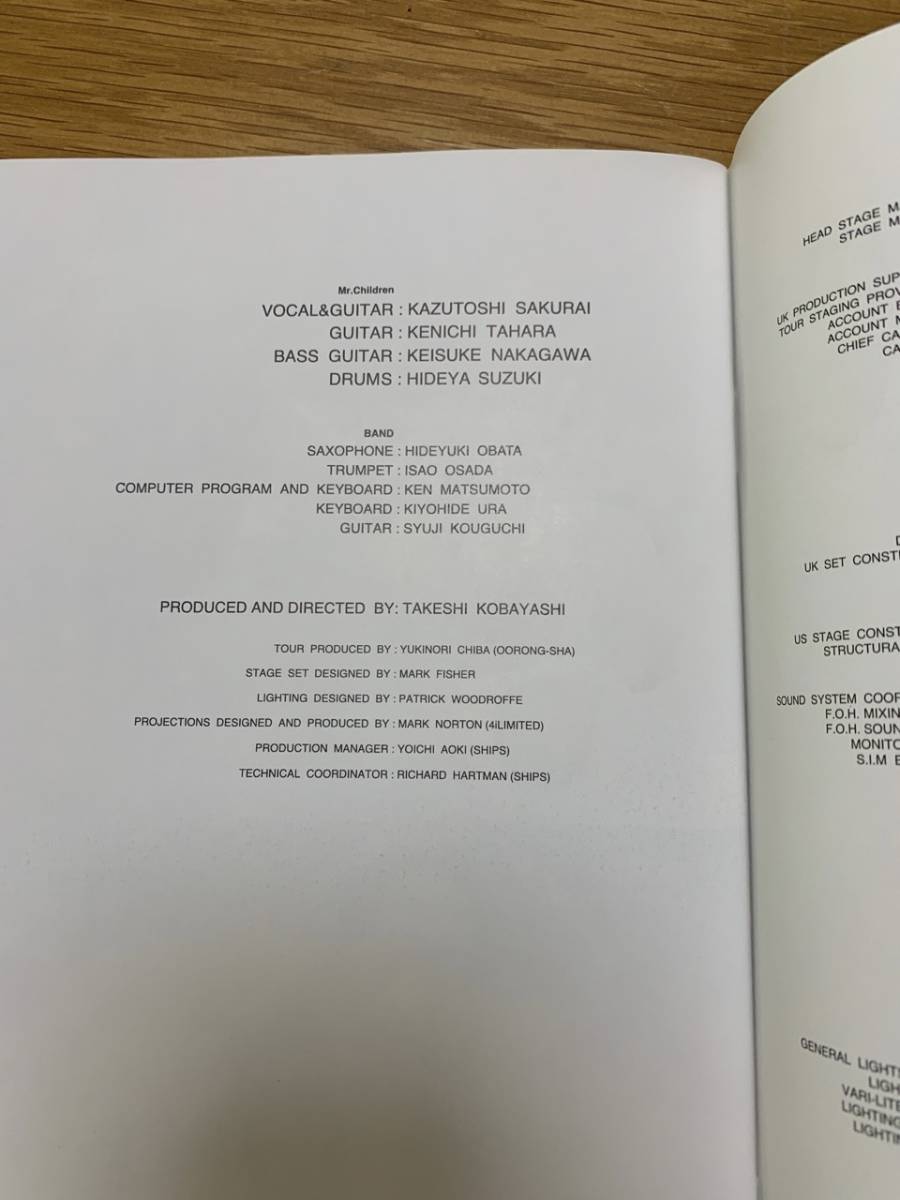 Mr.Children
VOCAL&GUITAR : KAZUTOSHI SAKURAI
GUITAR : KENICHI TAHARA
BASS GUITAR : KEISUKE NAKAGAWA
DRUMS : HIDEYA SUZUKI
BAND
SAXOPHONE : HIDEYUKI OBATA
TRUMPET : ISAO OSADA
COMPUTER PROGRAM AND KEYBOARD : KEN MATSUMOTO
KEYBOARD : KIYOHIDE URA
GUITAR : SYUJI KOUGUCHI
PRODUCED AND DIRECTED BY: TAKESHI KOBAYASHI
TOUR PRODUCED BY : YUKINORI CHIBA (OORONG-SHA)
STAGE SET DESIGNED BY : MARK FISHER
LIGHTING DESIGNED BY : PATRICK WOODROFFE
PROJECTIONS DESIGNED AND PRODUCED BY : MARK NORTON (4iLIMITED)
PRODUCTION MANAGER : YOICHI AOKI (SHIPS)
TECHNICAL COORDINATOR : RICHARD HARTMAN (SHIPS)
HEAD STAGE
STAGE
UK PRODUCTION
TOUR STAGING
ACCOUNT
ACCOUNT
CHIEF
UK SET
US STAGE
SOUND SYSTEM
F.O.H.
F.O.H.
S.I.M
GENERAL